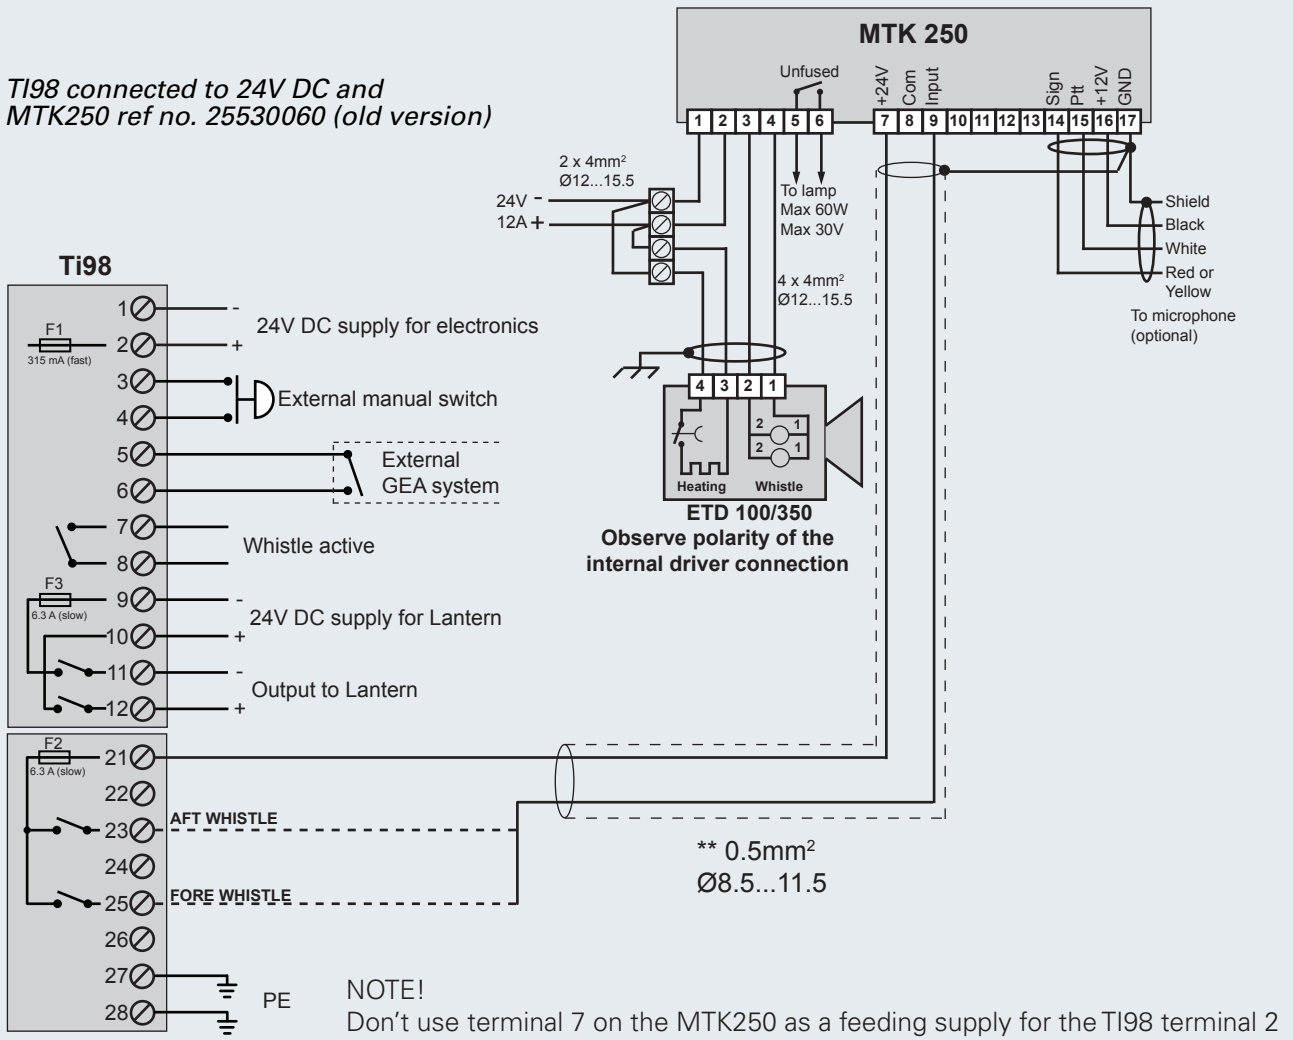 MTK 250
TI98 connected to 24V DC and
MTK250 ref no. 25530060 (old version)
Unfused
+24V
Com
Input
Sign
Ptt
+12V
GND
1 2 3 4 5 6 7 8 9 10 11 12 13 14 15 16 17
2 x 4mm²
Ø12...15.5
24V -
12A +
To lamp
Max 60W
Max 30V
Shield
Black
White
Red or
Yellow
To microphone
(optional)
4 x 4mm²
Ø12...15.5
4 3 2 1
2 1
2 1
Heating Whistle
ETD 100/350
Observe polarity of the
internal driver connection
Ti98
1 -
F1
315 mA (fast)
24V DC supply for electronics
2 +
3
External manual switch
4
5
External
GEA system
6
7
Whistle active
8
F3
6.3 A (slow)
9 -
24V DC supply for Lantern
10 +
11 -
Output to Lantern
12 +
F2
6.3 A (slow)
21
22
23 AFT WHISTLE
24
25 FORE WHISTLE
26
27
PE
28
** 0.5mm²
Ø8.5...11.5
NOTE!
Don't use terminal 7 on the MTK250 as a feeding supply for the TI98 terminal 2